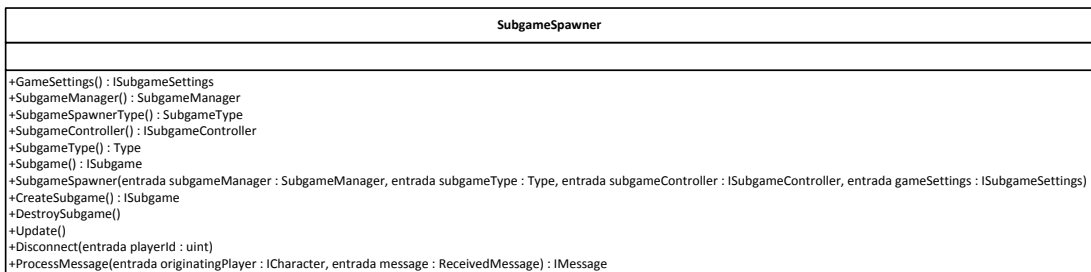 SubgameSpawner
+GameSettings() : ISubgameSettings
+SubgameManager() : SubgameManager
+SubgameSpawnerType() : SubgameType
+SubgameController() : ISubgameController
+SubgameType() : Type
+Subgame() : ISubgame
+SubgameSpawner(entrada subgameManager : SubgameManager, entrada subgameType : Type, entrada subgameController : ISubgameController, entrada gameSettings : ISubgameSettings)
+CreateSubgame() : ISubgame
+DestroySubgame()
+Update()
+Disconnect(entrada playerId : uint)
+ProcessMessage(entrada originatingPlayer : ICharacter, entrada message : ReceivedMessage) : IMessage